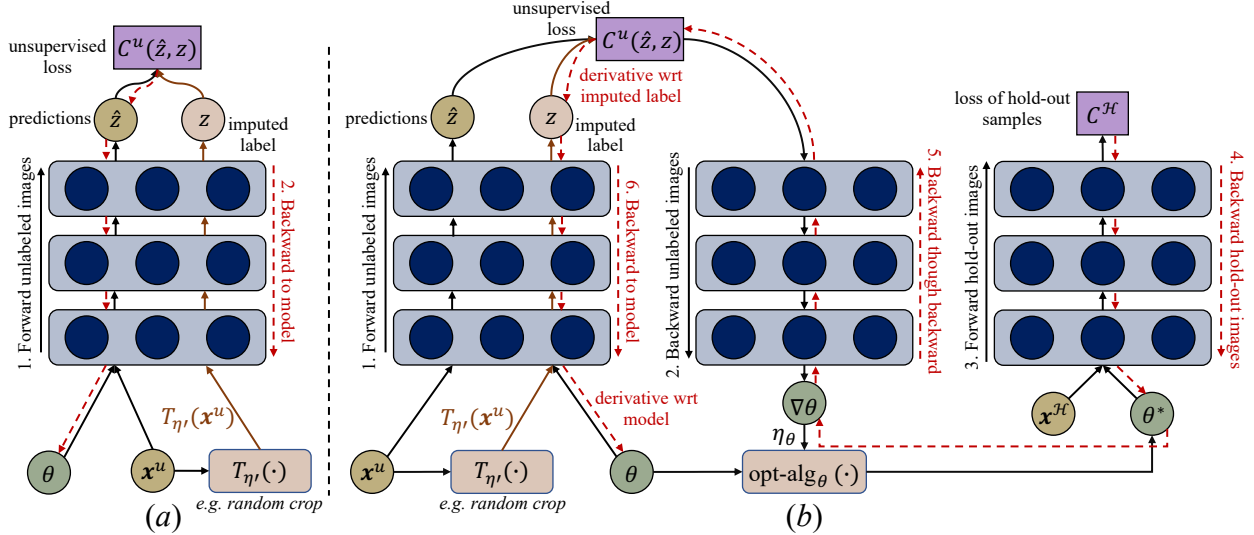 unsupervised
loss
C^u(ẑ, z)
predictions
ẑ
z
imputed
label
1. Forward unlabeled images
2. Backward to model
T_η′(x^u)
θ
x^u
T_η′(·)
e.g. random crop
(a)
unsupervised
loss
C^u(ẑ, z)
derivative wrt
imputed label
predictions
ẑ
z
imputed
label
1. Forward unlabeled images
6. Backward to model
T_η′(x^u)
derivative wrt
model
x^u
T_η′(·)
e.g. random crop
θ
2. Backward unlabeled images
5. Backward though backward
∇θ
η_θ
opt-alg_θ (·)
loss of hold-out
samples
C^ℋ
3. Forward hold-out images
4. Backward hold-out images
x^ℋ
θ*
(b)